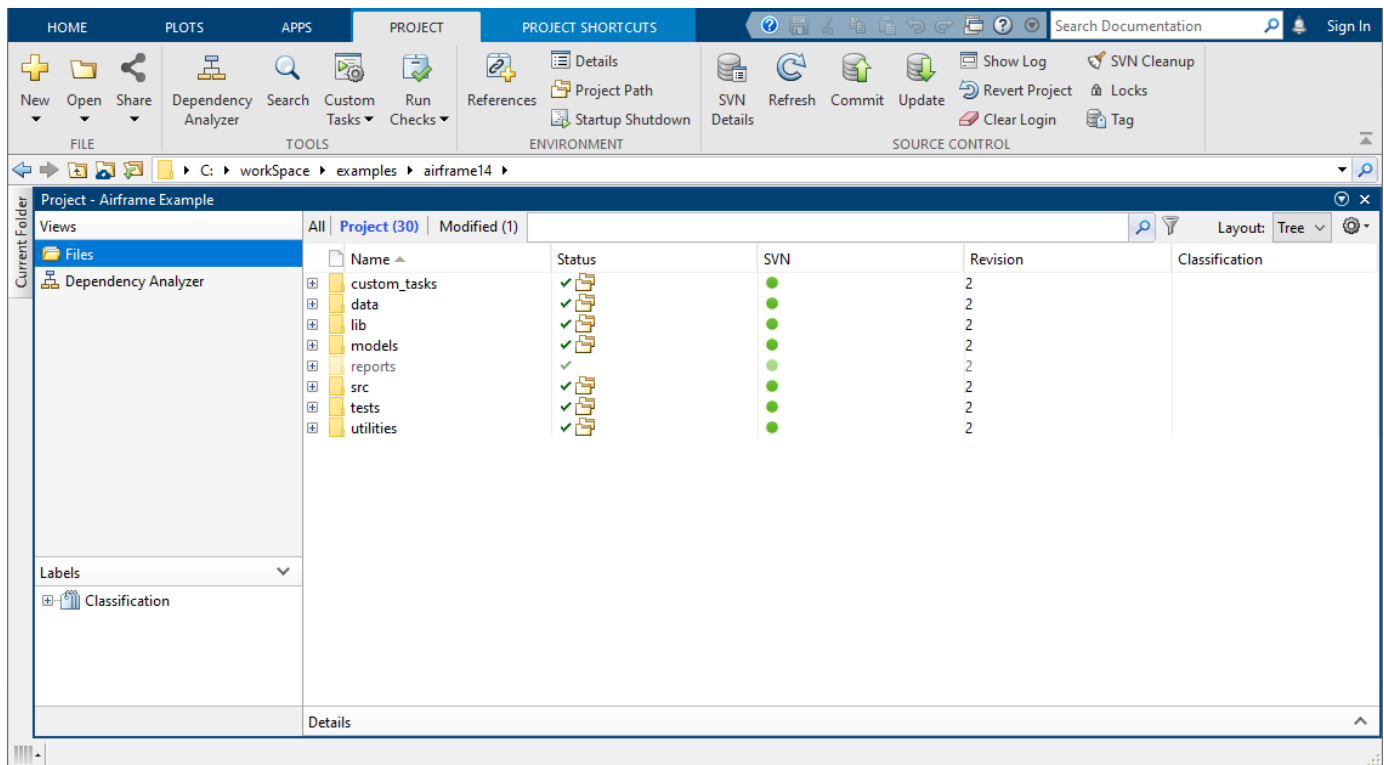 HOME PLOTS APPS PROJECT PROJECT SHORTCUTS Search Documentation Sign In
New Open Share Dependency Analyzer Search Custom Tasks Run Checks References Details Project Path Startup Shutdown SVN Details Refresh Commit Update Show Log Revert Project Clear Login SVN Cleanup Locks Tag
FILE TOOLS ENVIRONMENT SOURCE CONTROL
C: workSpace examples airframe14
Current Folder
Project - Airframe Example
Views All Project (30) Modified (1) Layout: Tree
Files Name Status SVN Revision Classification
Dependency Analyzer
custom_tasks 2
data 2
lib 2
models 2
reports 2
src 2
tests 2
utilities 2
Labels
Classification
Details